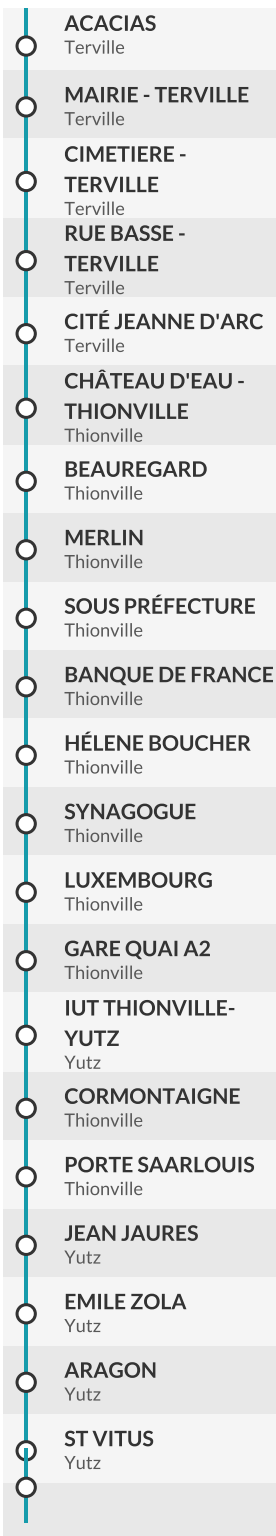 ACACIAS
Terville
MAIRIE - TERVILLE
Terville
CIMETIERE -
TERVILLE
Terville
RUE BASSE -
TERVILLE
Terville
CITÉ JEANNE D'ARC
Terville
CHÂTEAU D'EAU -
THIONVILLE
Thionville
BEAUREGARD
Thionville
MERLIN
Thionville
SOUS PRÉFECTURE
Thionville
BANQUE DE FRANCE
Thionville
HÉLENE BOUCHER
Thionville
SYNAGOGUE
Thionville
LUXEMBOURG
Thionville
GARE QUAI A2
Thionville
IUT THIONVILLE-
YUTZ
Yutz
CORMONTAIGNE
Thionville
PORTE SAARLOUIS
Thionville
JEAN JAURES
Yutz
EMILE ZOLA
Yutz
ARAGON
Yutz
ST VITUS
Yutz